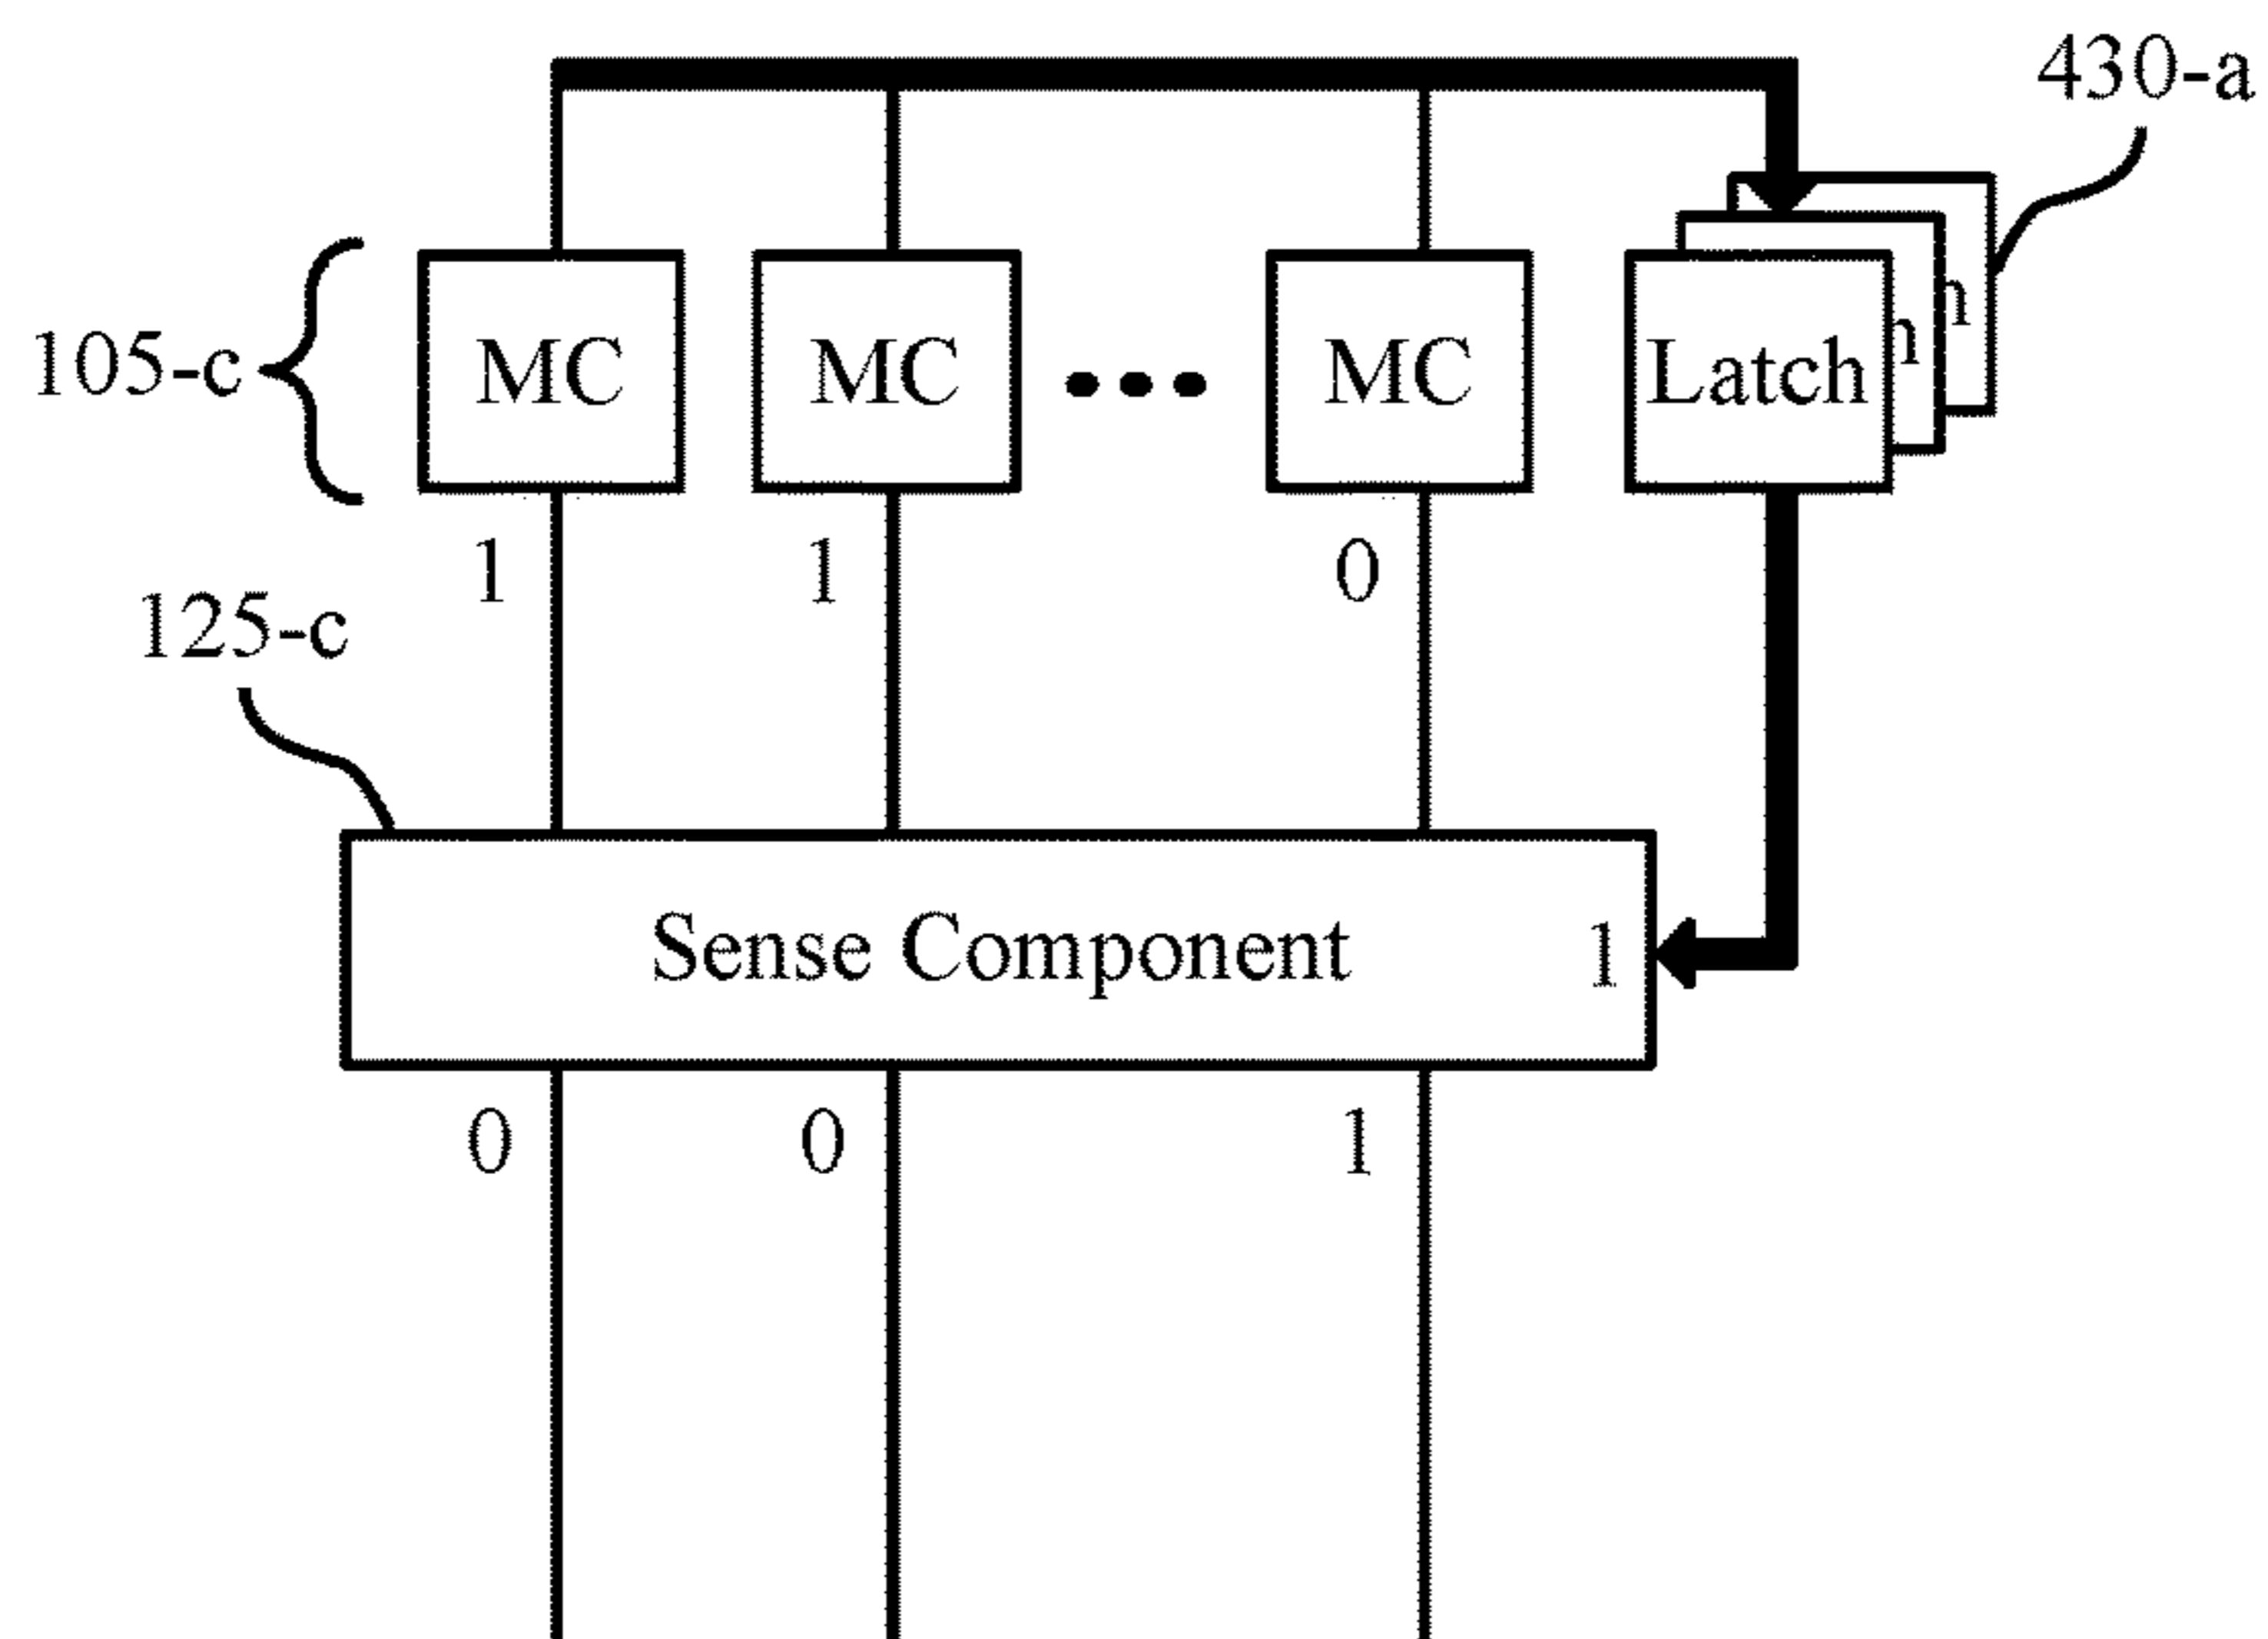 430-a
105-c MC MC ••• MC Latch h h
1 1 0
125-c
Sense Component 1
0 0 1